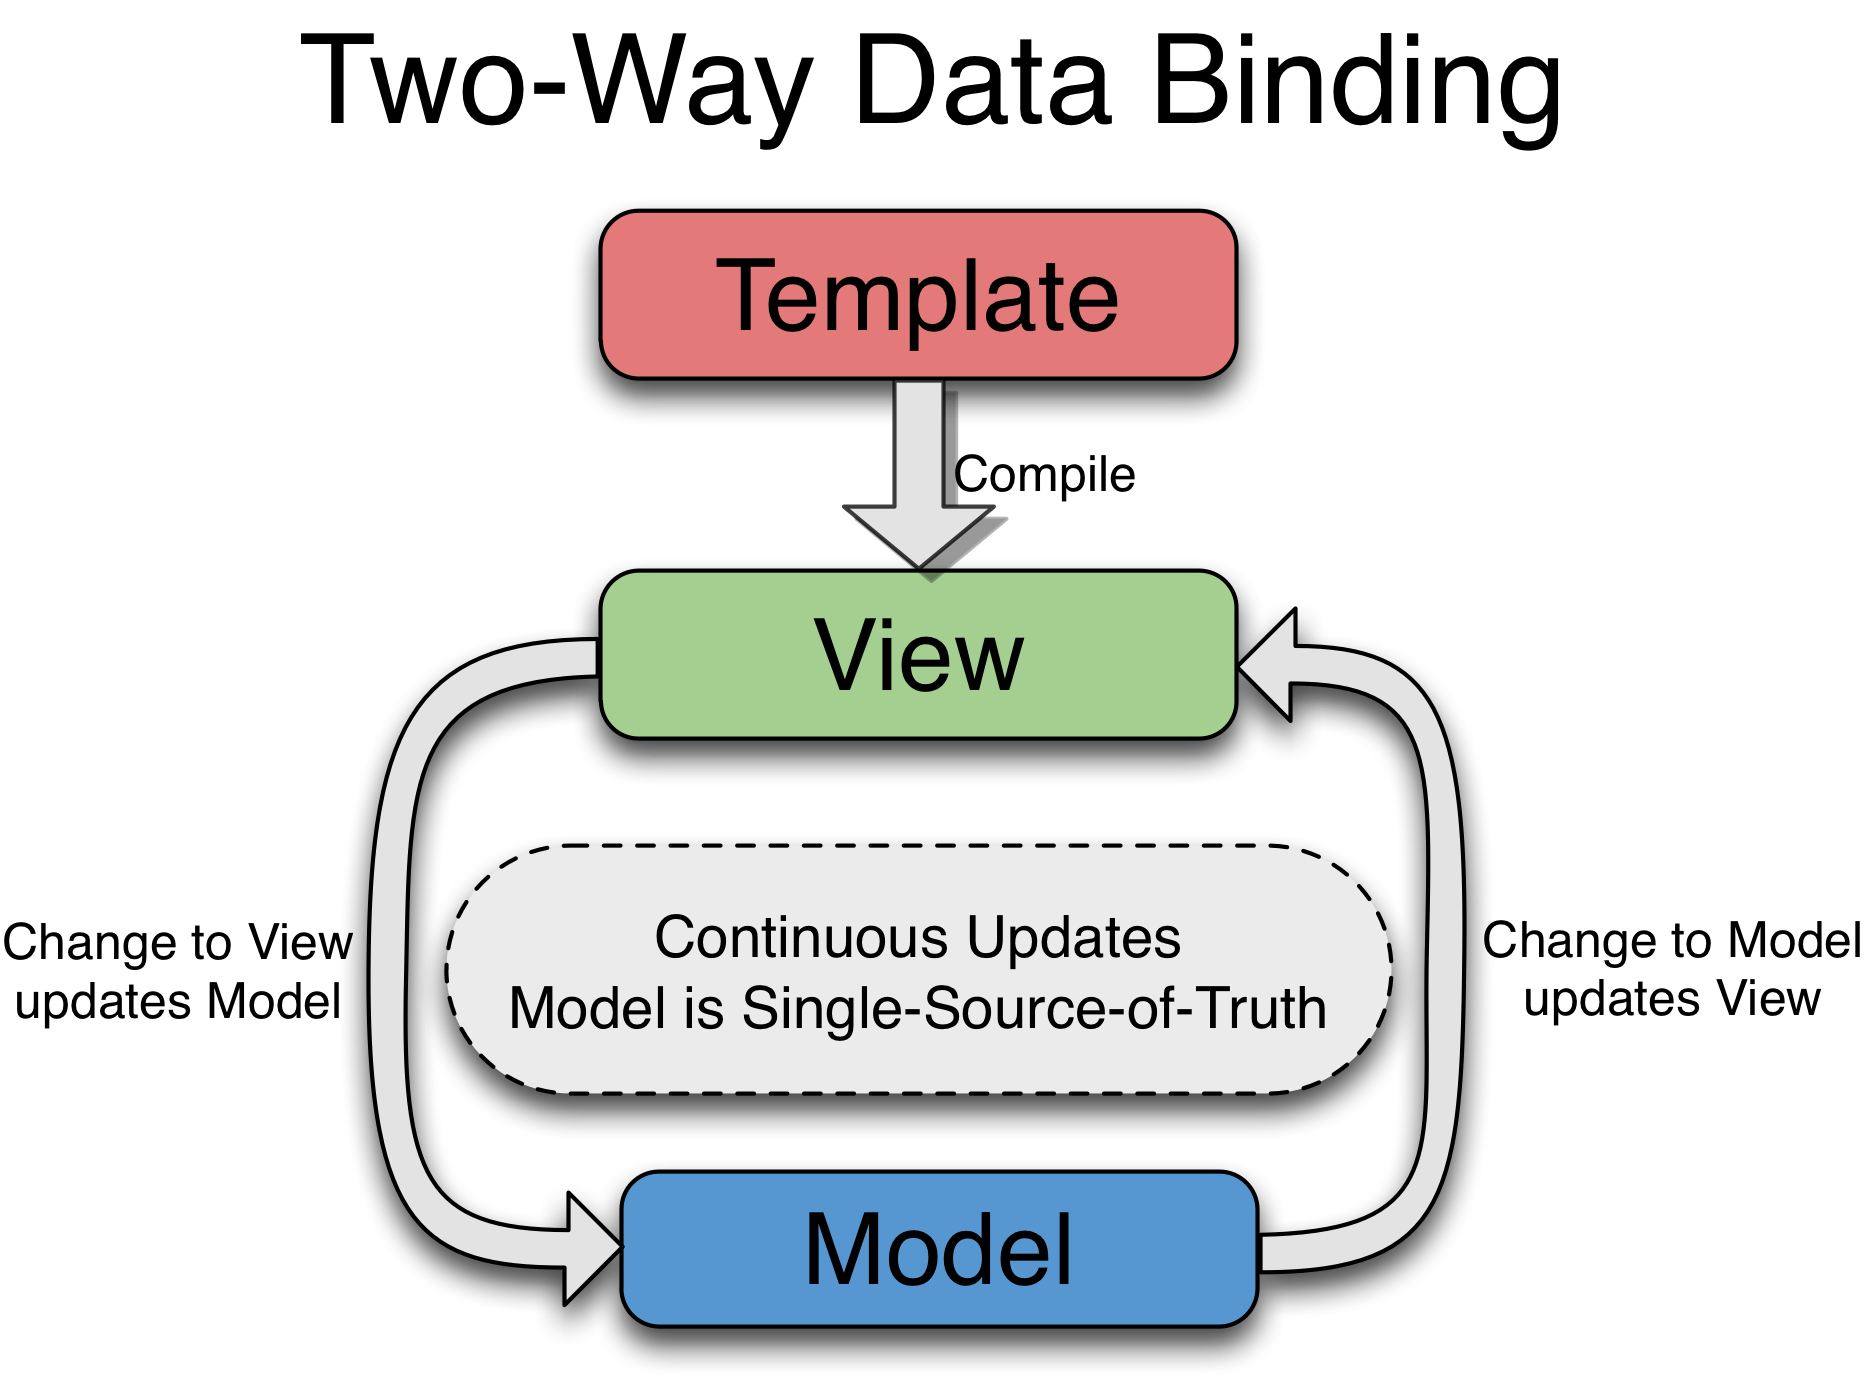 Two-Way Data Binding
Template
Compile
View
Change to View
updates Model
Continuous Updates
Model is Single-Source-of-Truth
Change to Model
updates View
Model